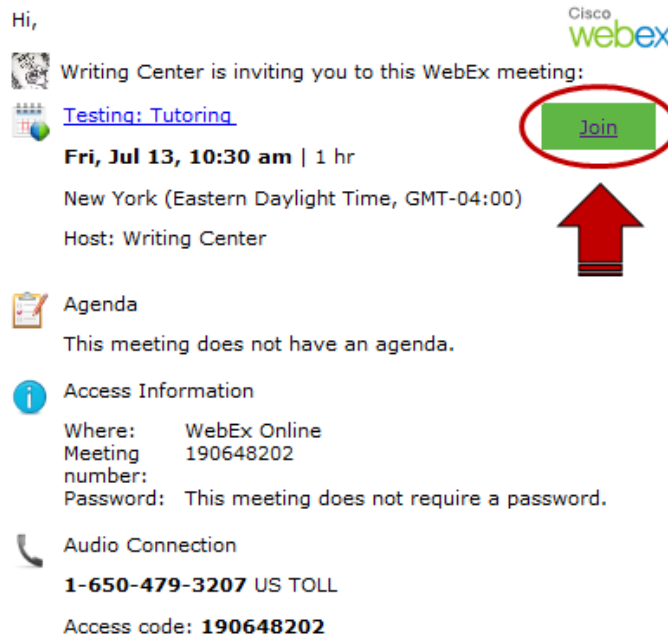 Hi,
Cisco
webex
Writing Center is inviting you to this WebEx meeting:
Testing: Tutoring
Join
Fri, Jul 13, 10:30 am | 1 hr
New York (Eastern Daylight Time, GMT-04:00)
Host: Writing Center
Agenda
This meeting does not have an agenda.
Access Information
Where: WebEx Online
Meeting 190648202
number:
Password: This meeting does not require a password.
Audio Connection
1-650-479-3207 US TOLL
Access code: 190648202